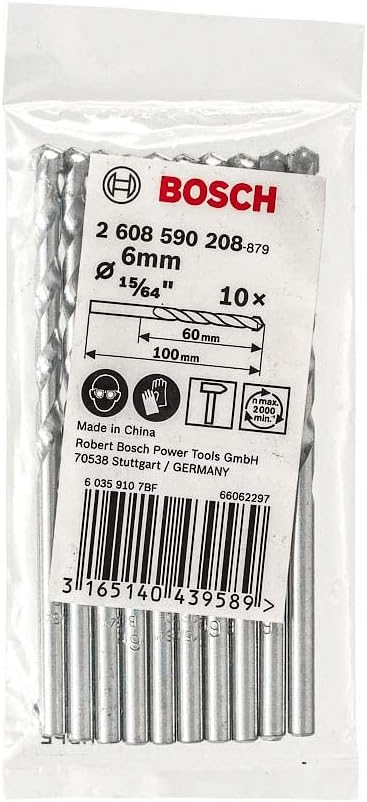 BOSCH
2 608 590 208-879
Ø 6mm
15/64" 10×
60mm
100mm
n max.
2000
min.⁻¹
Made in China
Robert Bosch Power Tools GmbH
70538 Stuttgart / GERMANY
6 035 910 7BF 66062297
3 165140 439589 >